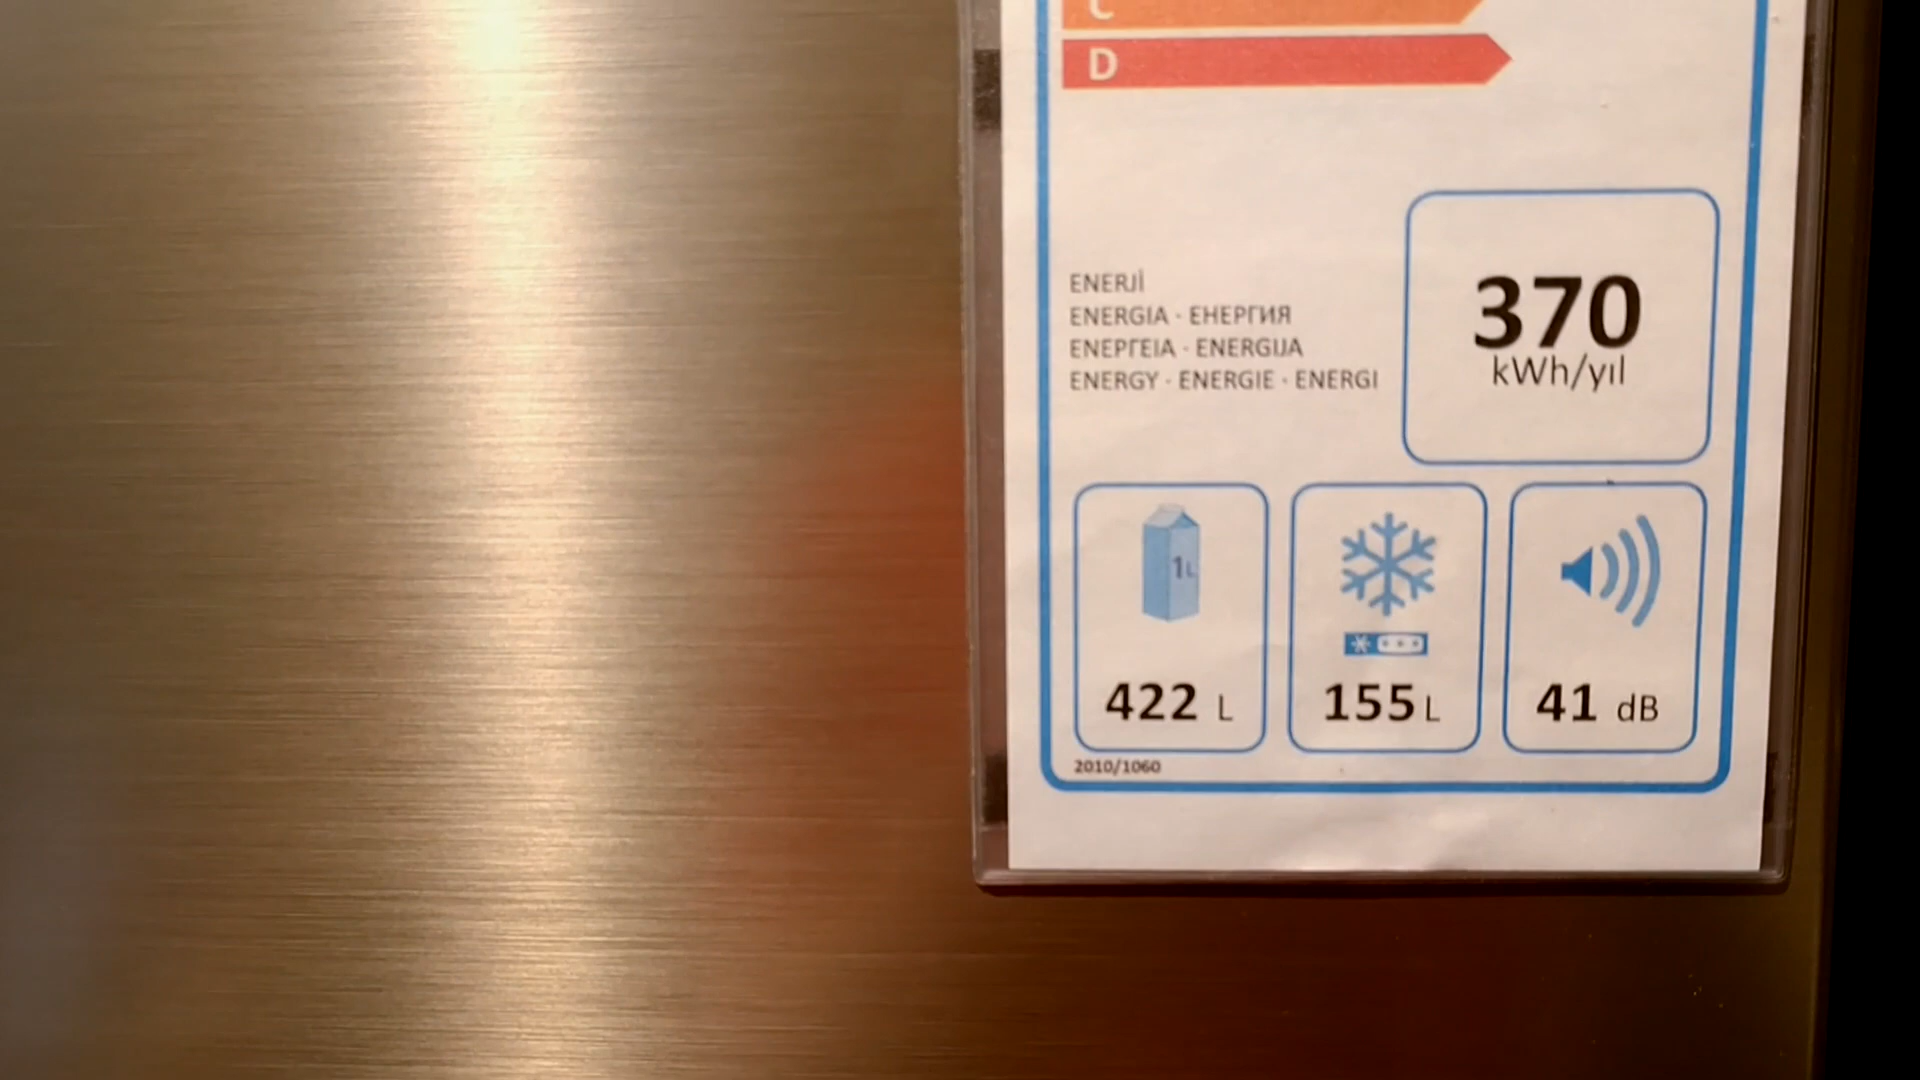 C
D
ENERJİ
ENERGIA · ЕНЕРГИЯ
ΕΝΕΡΓΕΙΑ · ENERGIJA
ENERGY · ENERGIE · ENERGI
370
kWh/yıl
1L
422 L
155 L
41 dB
2010/1060